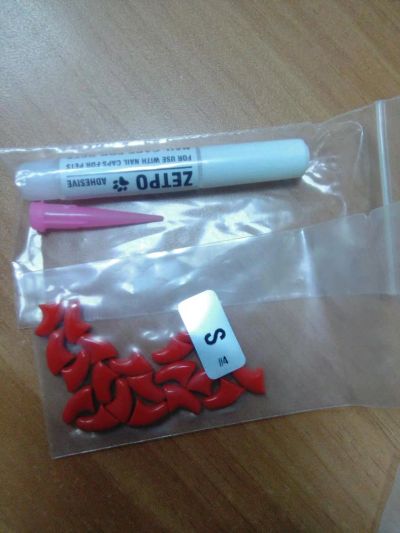 ZETPO ADHESIVE
FOR USE WITH NAIL CAPS-FOR PETS
S
#4